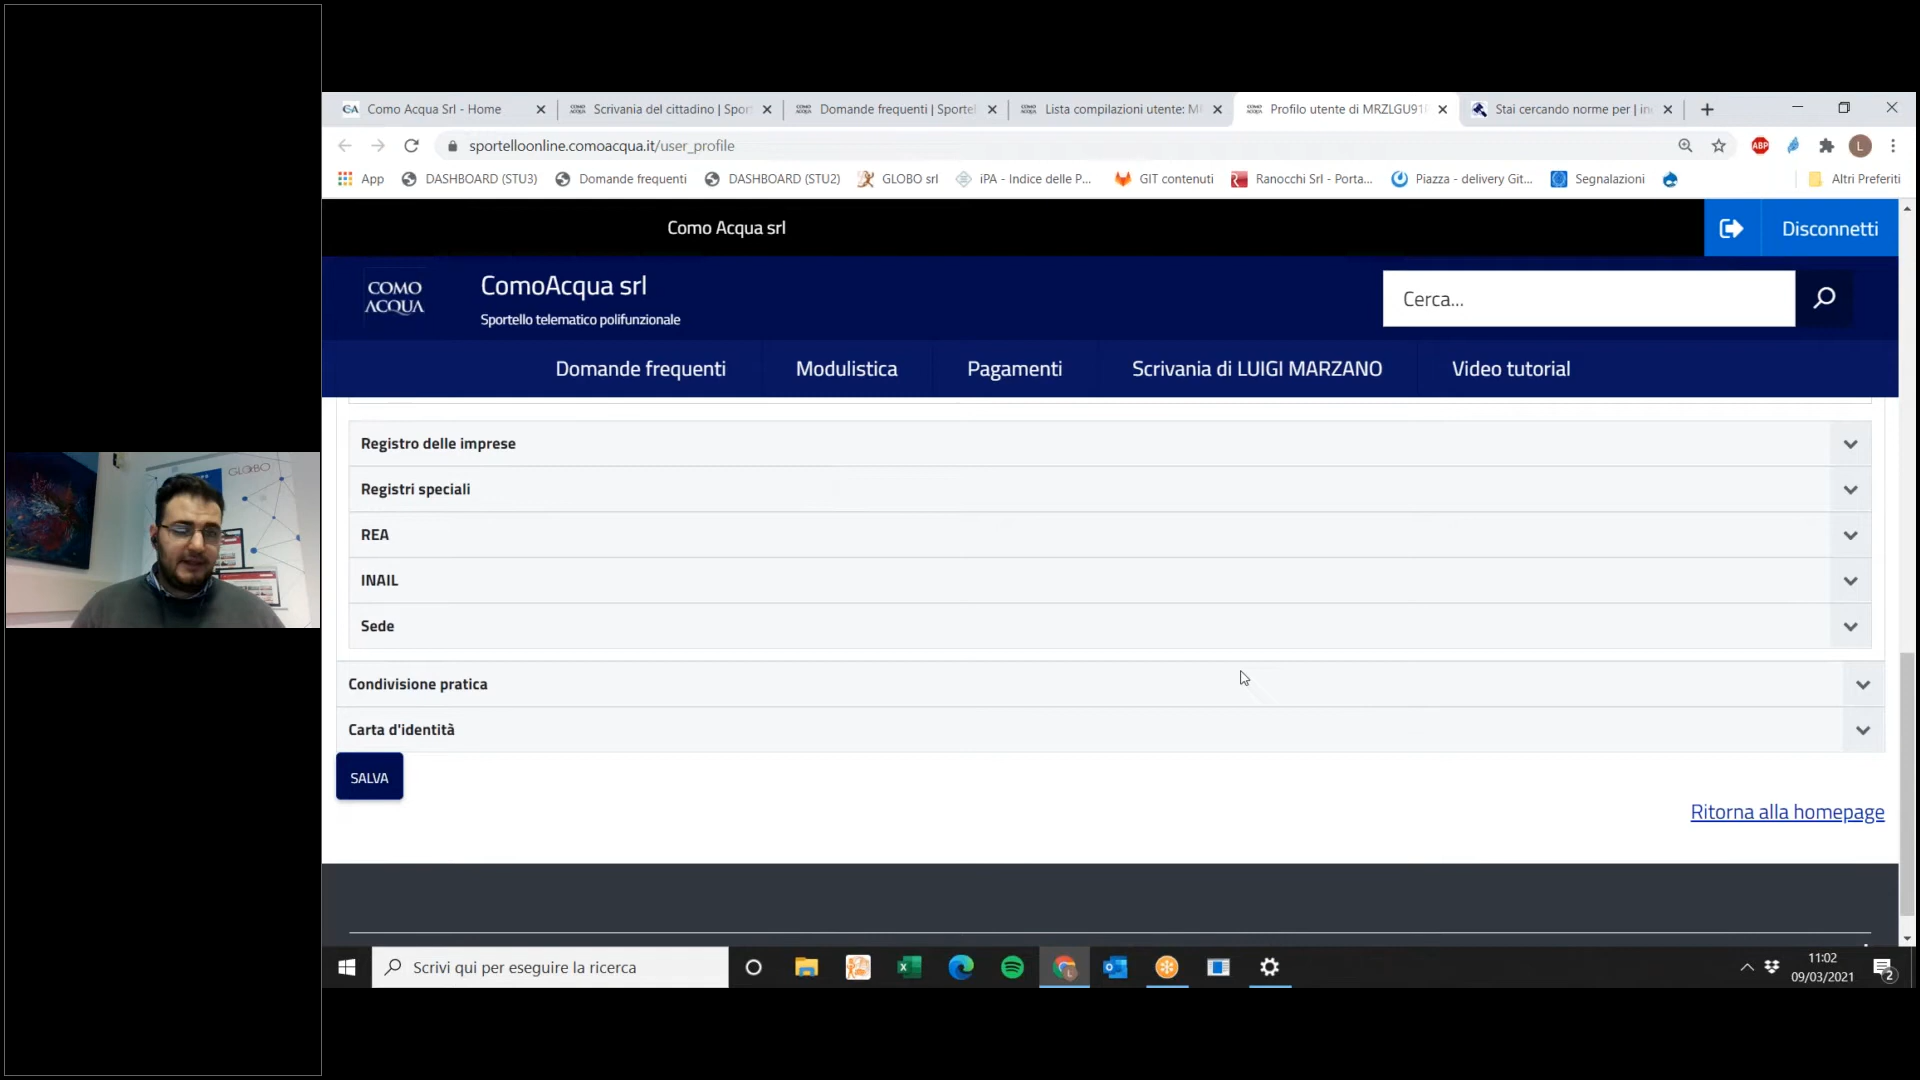 Como Acqua Srl - Home
Scrivania del cittadino | Spor
Domande frequenti | Sporte
Lista compilazioni utente: M
Profilo utente di MRZLGU91
Stai cercando norme per | in
sportelloonline.comoacqua.it/user_profile
ABP
L
App
DASHBOARD (STU3)
Domande frequenti
DASHBOARD (STU2)
GLOBO srl
iPA - Indice delle P...
GIT contenuti
Ranocchi Srl - Porta...
Piazza - delivery Git...
Segnalazioni
Altri Preferiti
Como Acqua srl
Disconnetti
COMO
ACQUA
ComoAcqua srl
Sportello telematico polifunzionale
Cerca...
Domande frequenti
Modulistica
Pagamenti
Scrivania di LUIGI MARZANO
Video tutorial
Registro delle imprese
Registri speciali
REA
INAIL
Sede
Condivisione pratica
Carta d'identità
SALVA
Ritorna alla homepage
GLOBO
Scrivi qui per eseguire la ricerca
11:02
09/03/2021
2